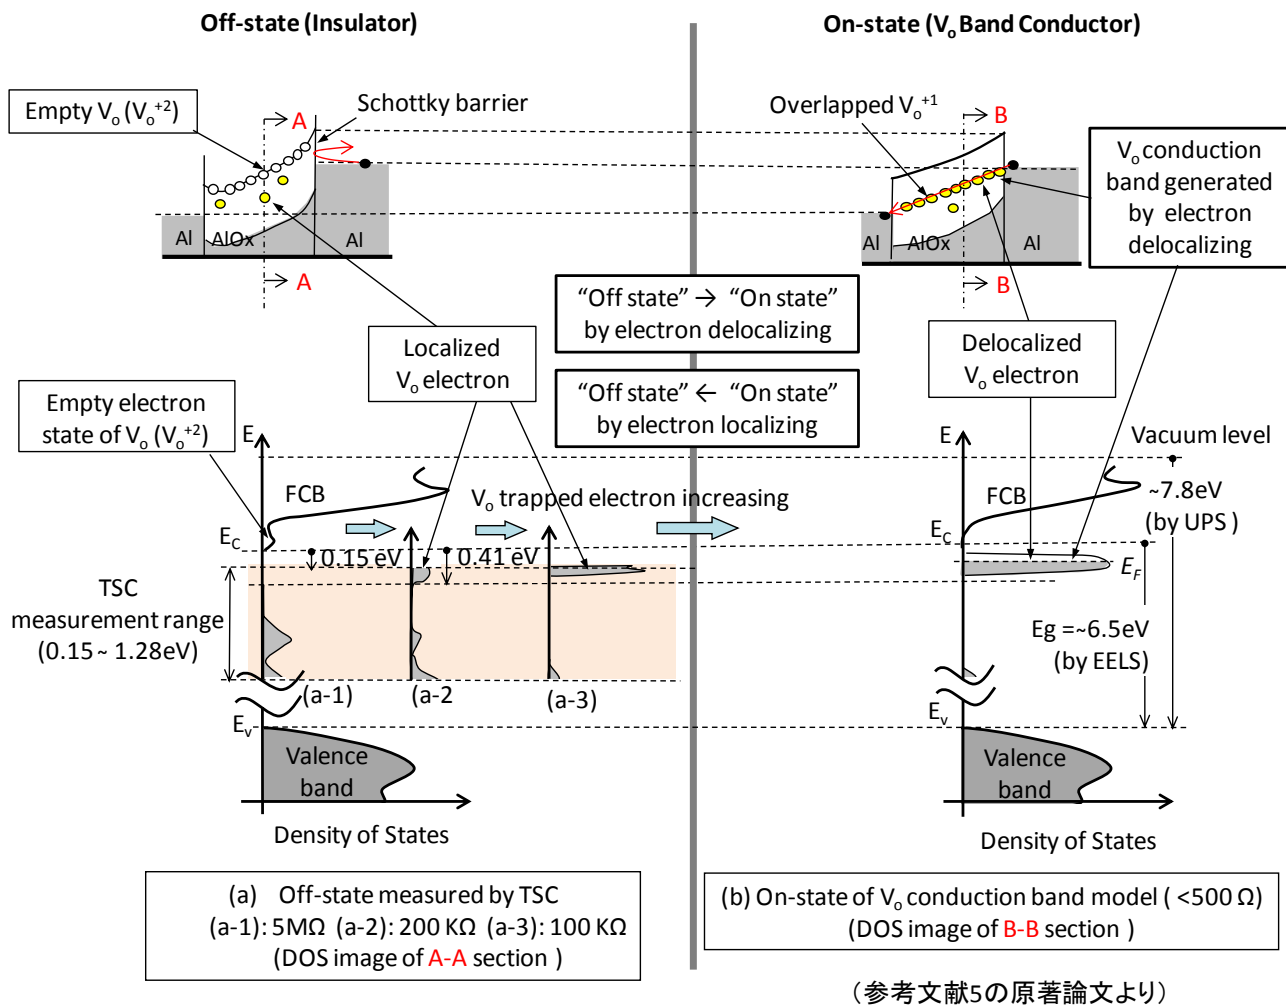 Off-state (Insulator)
On-state (Vo Band Conductor)
Empty Vo (Vo+2)
A
Schottky barrier
Al
AlOx
Al
A
Overlapped Vo+1
B
Vo conduction
band generated
by electron
delocalizing
Al
AlOx
Al
B
"Off state" → "On state"
by electron delocalizing
"Off state" ← "On state"
by electron localizing
Localized
Vo electron
Delocalized
Vo electron
Empty electron
state of Vo (Vo+2)
E
FCB
Vo trapped electron increasing
EC
0.15 eV
0.41 eV
TSC
measurement range
(0.15 ~ 1.28eV)
(a-1)
(a-2
(a-3)
Ev
Valence
band
Density of States
E
Vacuum level
FCB
~7.8eV
(by UPS )
EC
EF
Eg =~6.5eV
(by EELS)
Ev
Valence
band
Density of States
(a) Off-state measured by TSC
(a-1): 5MΩ (a-2): 200 KΩ (a-3): 100 KΩ
(DOS image of A-A section )
(b) On-state of Vo conduction band model ( <500 Ω)
(DOS image of B-B section )
（参考文献5の原著論文より）